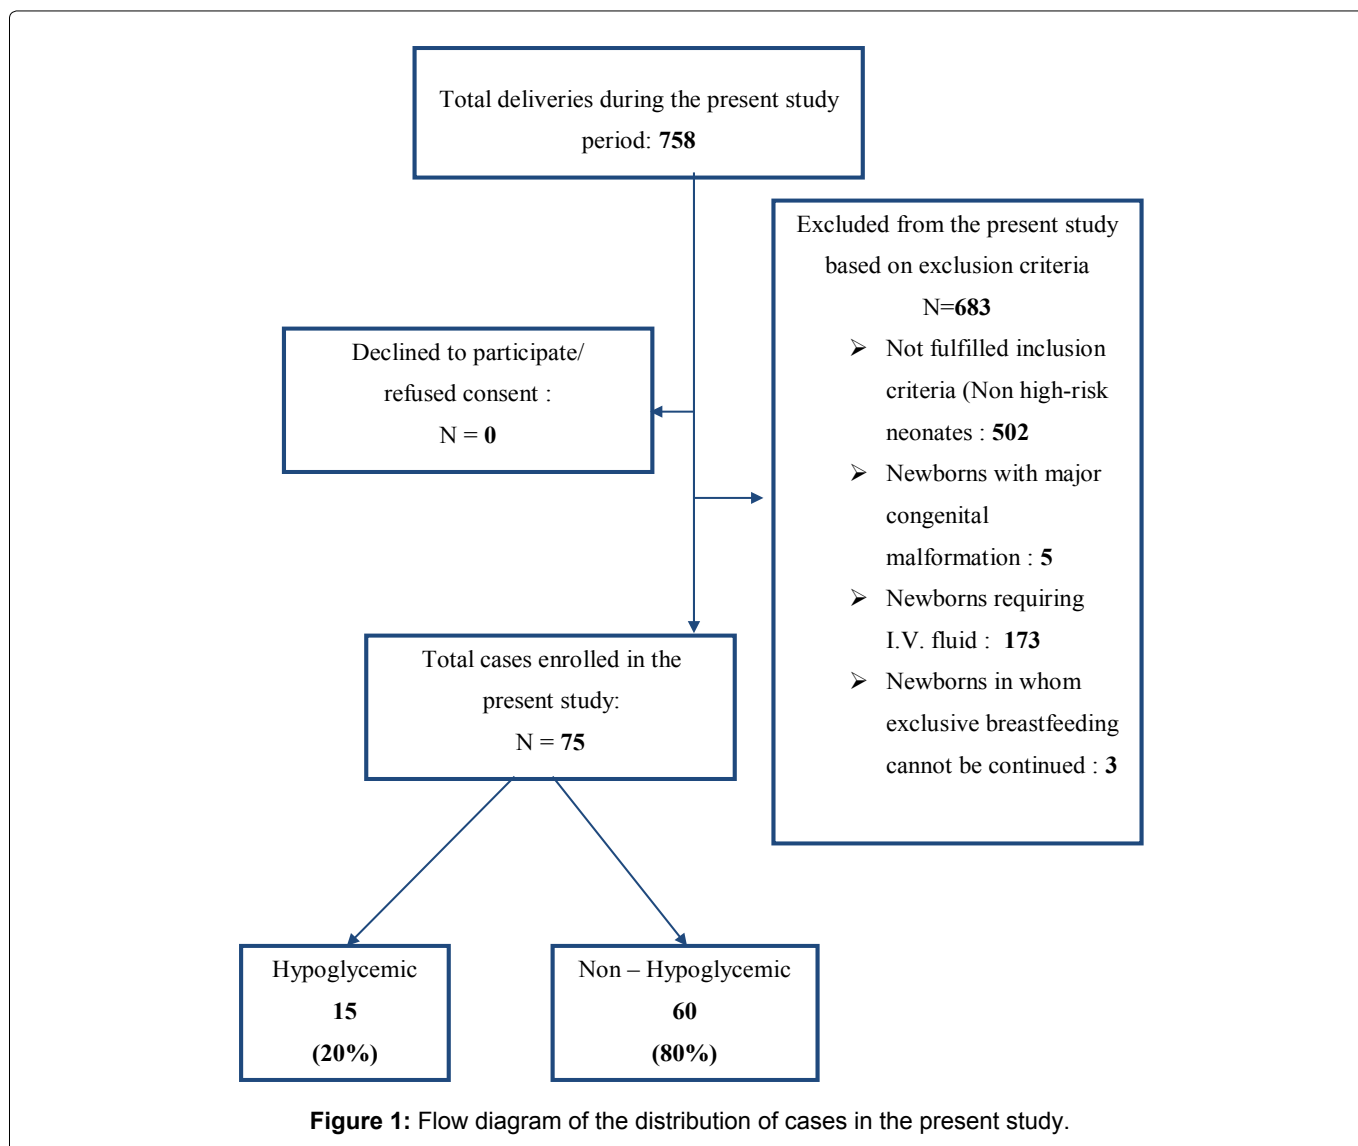 Total deliveries during the present study
period: 758
Excluded from the present study
based on exclusion criteria
N=683
➢ Not fulfilled inclusion
criteria (Non high-risk
neonates : 502
➢ Newborns with major
congenital
malformation : 5
➢ Newborns requiring
I.V. fluid : 173
➢ Newborns in whom
exclusive breastfeeding
cannot be continued : 3
Declined to participate/
refused consent :
N = 0
Total cases enrolled in the
present study:
N = 75
Hypoglycemic
15
(20%)
Non – Hypoglycemic
60
(80%)
Figure 1: Flow diagram of the distribution of cases in the present study.